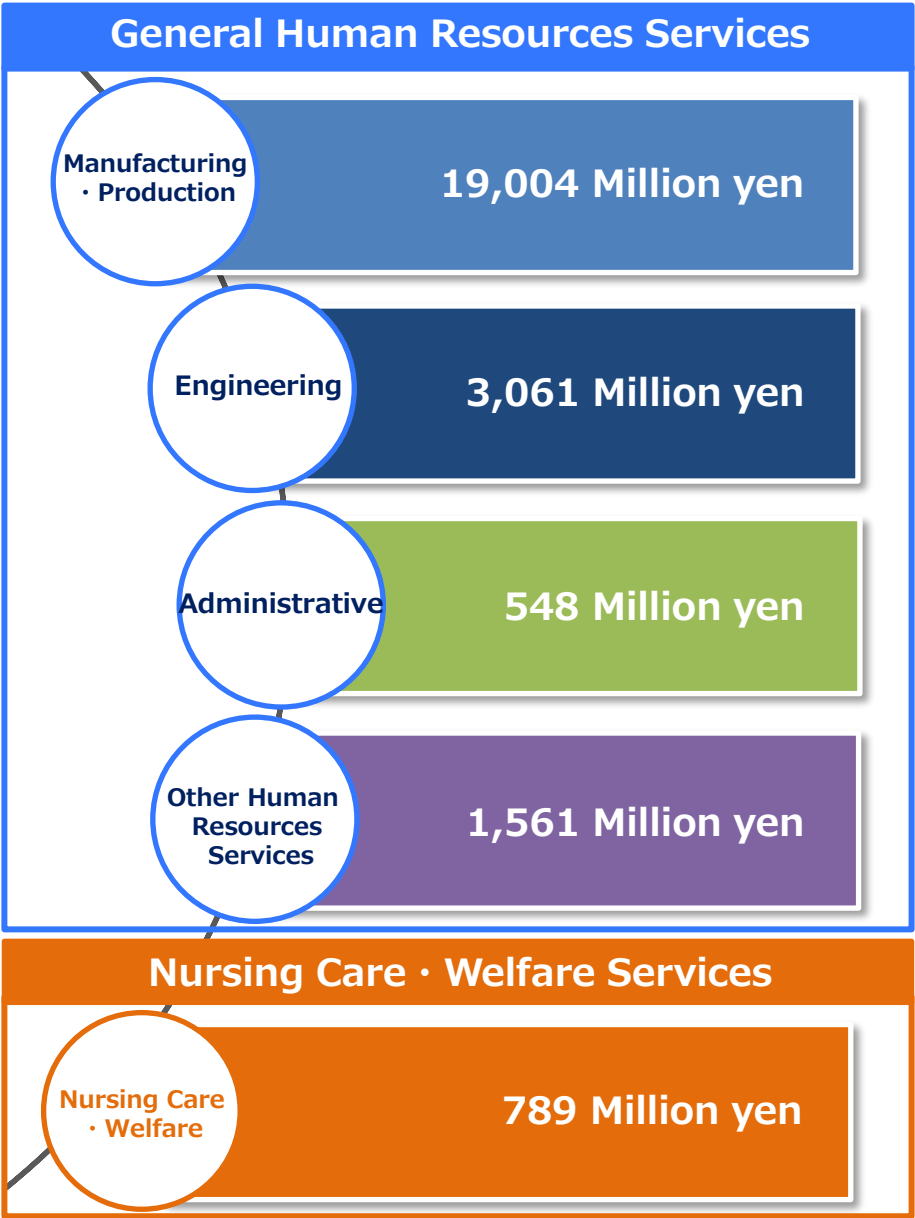 General Human Resources Services
Manufacturing
・Production
19,004 Million yen
Engineering
3,061 Million yen
Administrative
548 Million yen
Other Human
Resources
Services
1,561 Million yen
Nursing Care・Welfare Services
Nursing Care
・Welfare
789 Million yen